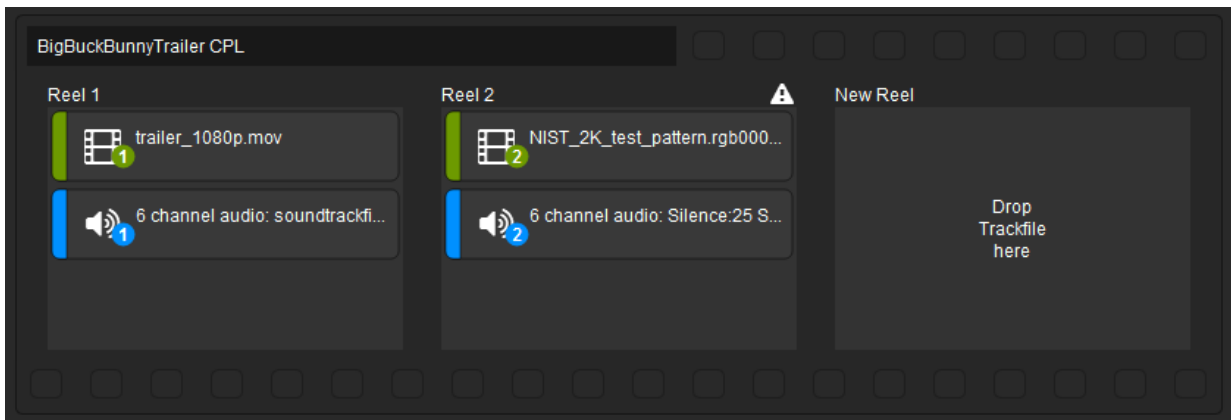 BigBuckBunnyTrailer CPL
Reel 1
trailer_1080p.mov
1
6 channel audio: soundtrackfi...
1
Reel 2
NIST_2K_test_pattern.rgb000...
2
6 channel audio: Silence:25 S...
2
New Reel
Drop
Trackfile
here